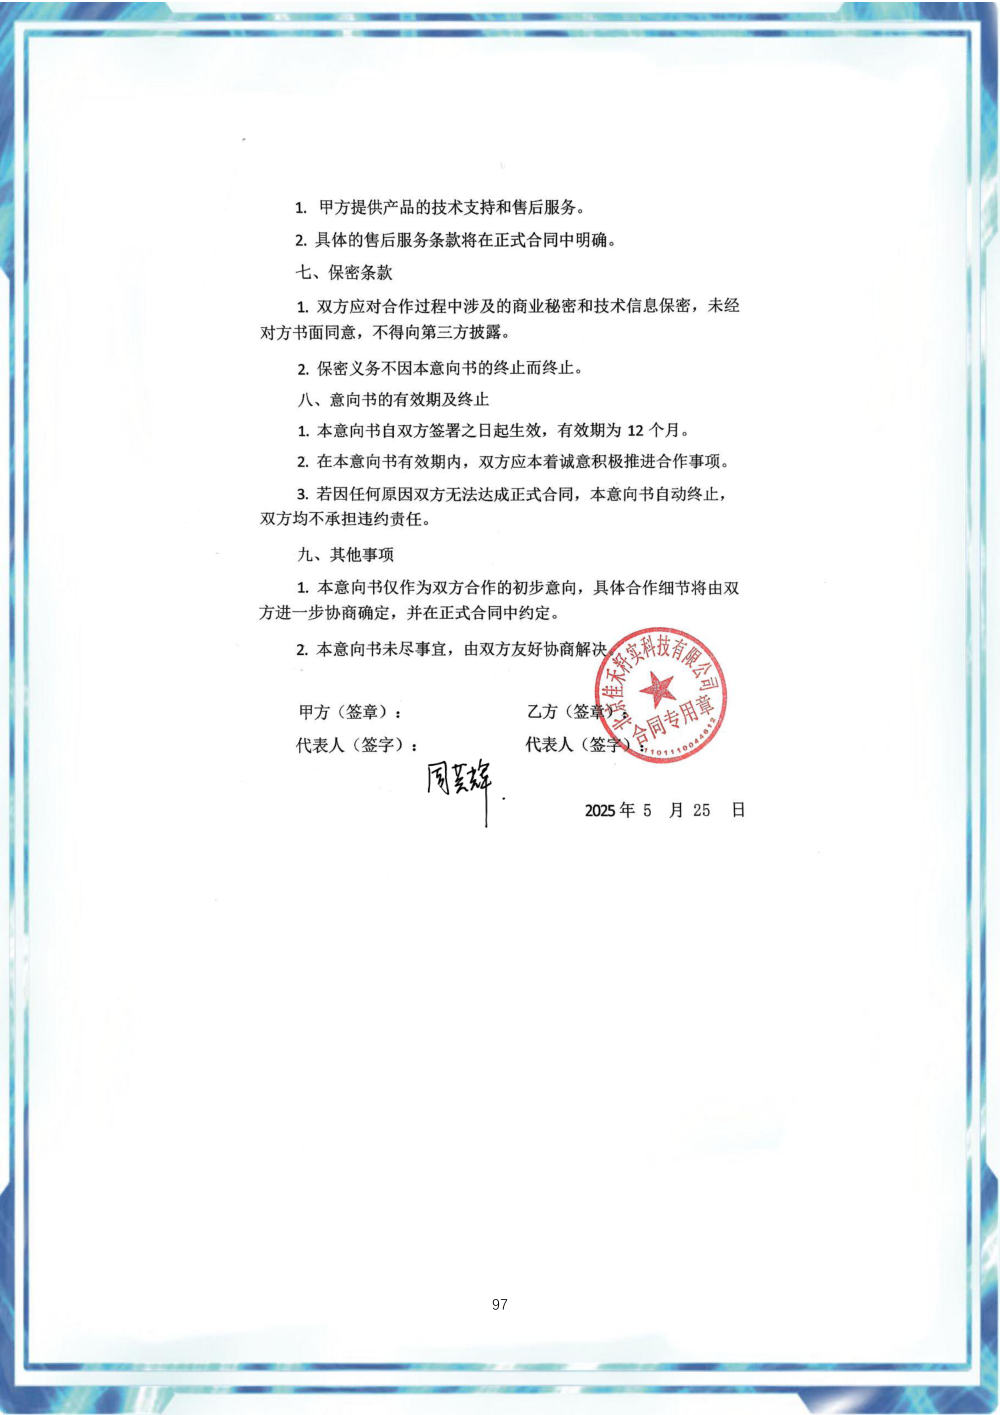 1. 甲方提供产品的技术支持和售后服务。
2. 具体的售后服务条款将在正式合同中明确。
七、保密条款
1. 双方应对合作过程中涉及的商业秘密和技术信息保密，未经
对方书面同意，不得向第三方披露。
2. 保密义务不因本意向书的终止而终止。
八、意向书的有效期及终止
1. 本意向书自双方签署之日起生效，有效期为 12 个月。
2. 在本意向书有效期内，双方应本着诚意积极推进合作事项。
3. 若因任何原因双方无法达成正式合同，本意向书自动终止，
双方均不承担违约责任。
九、其他事项
1. 本意向书仅作为双方合作的初步意向，具体合作细节将由双
方进一步协商确定，并在正式合同中约定。
2. 本意向书未尽事宜，由双方友好协商解决。
北京佳禾籽实科技有限公司
合同专用章
甲方（签章）： 乙方（签章）：
代表人（签字）： 代表人（签字）：
2025 年 5 月 25 日
97